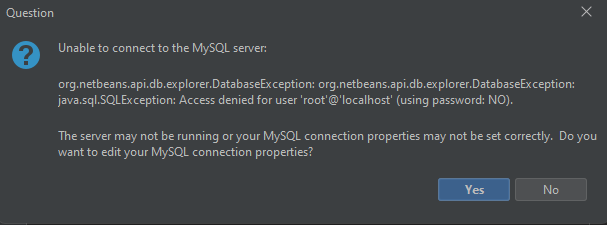 Question
Unable to connect to the MySQL server:
org.netbeans.api.db.explorer.DatabaseException: org.netbeans.api.db.explorer.DatabaseException:
java.sql.SQLException: Access denied for user 'root'@'localhost' (using password: NO).
The server may not be running or your MySQL connection properties may not be set correctly.  Do you
want to edit your MySQL connection properties?
Yes
No